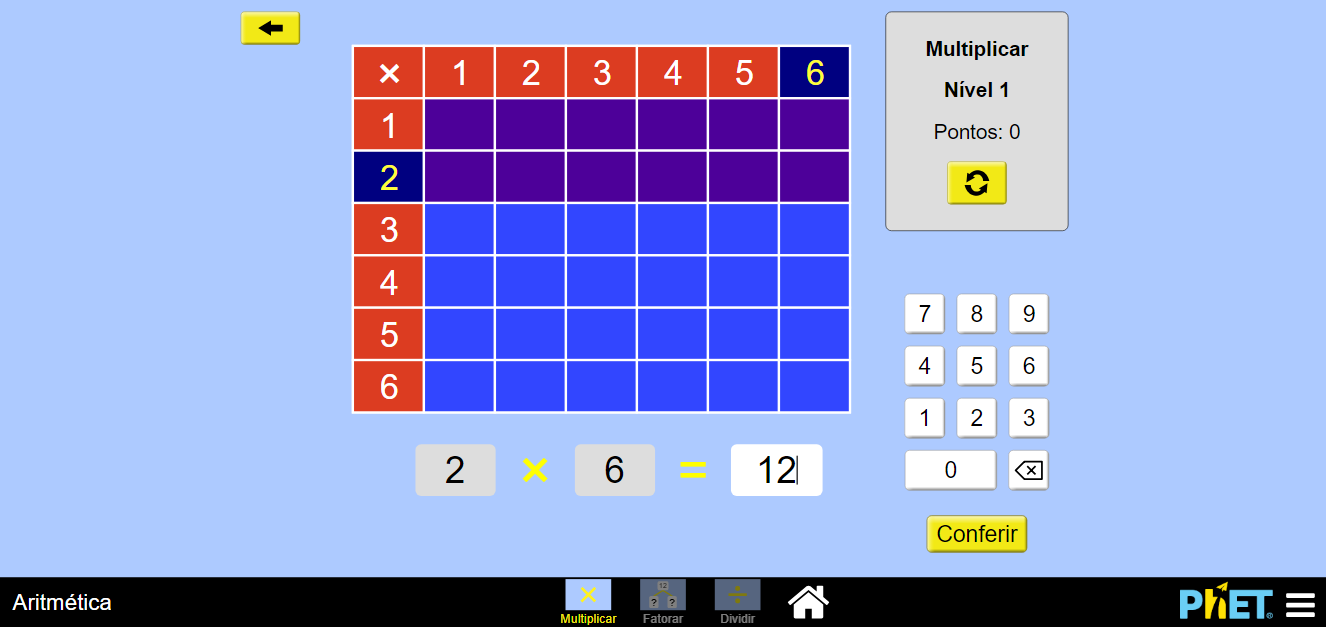 × 1 2 3 4 5 6
1
2
3
4
5
6
2 × 6 = 12
Multiplicar
Nível 1
Pontos: 0
7 8 9
4 5 6
1 2 3
0
Conferir
Aritmética
Multiplicar
12
? ?
Fatorar
÷
Dividir
PhET